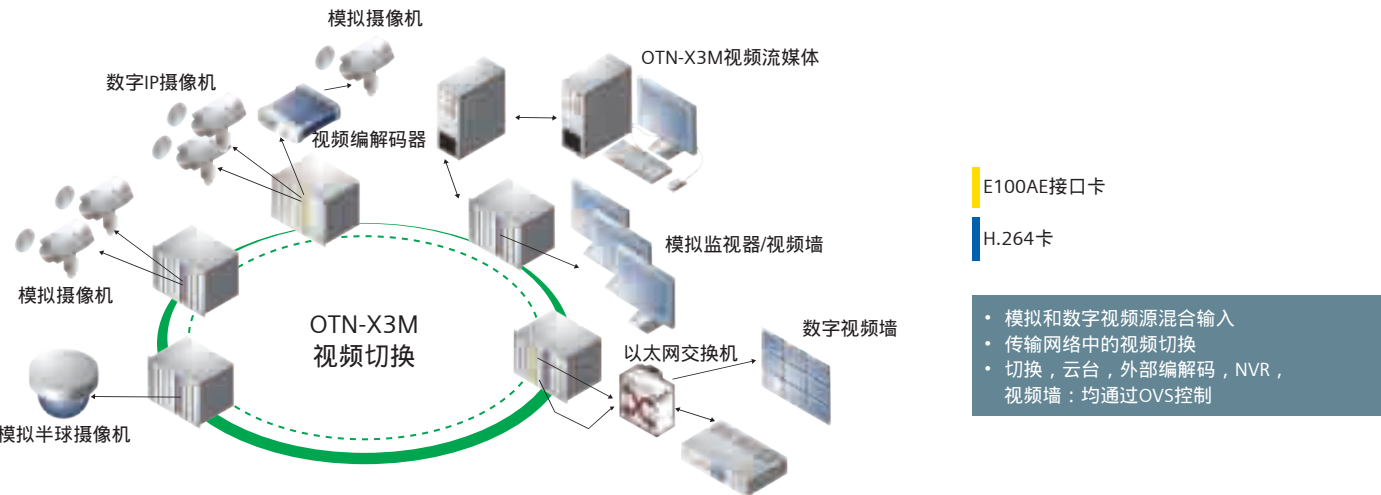 模拟摄像机
OTN-X3M视频流媒体
数字IP摄像机
视频编解码器
模拟监视器/视频墙
模拟摄像机
OTN-X3M
视频切换
数字视频墙
以太网交换机
模拟半球摄像机
E100AE接口卡
H.264卡
• 模拟和数字视频源混合输入
• 传输网络中的视频切换
• 切换，云台，外部编解码，NVR，
视频墙：均通过OVS控制